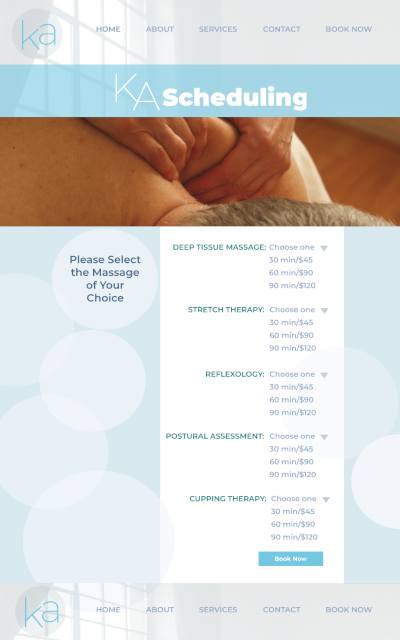 ka
HOME ABOUT SERVICES CONTACT BOOK NOW
KA Scheduling
Please Select
the Massage
of Your
Choice
DEEP TISSUE MASSAGE: Choose one
30 min/$45
60 min/$90
90 min/$120
STRETCH THERAPY: Choose one
30 min/$45
60 min/$90
90 min/$120
REFLEXOLOGY: Choose one
30 min/$45
60 min/$90
90 min/$120
POSTURAL ASSESSMENT: Choose one
30 min/$45
60 min/$90
90 min/$120
CUPPING THERAPY: Choose one
30 min/$45
60 min/$90
90 min/$120
Book Now
ka
HOME ABOUT SERVICES CONTACT BOOK NOW